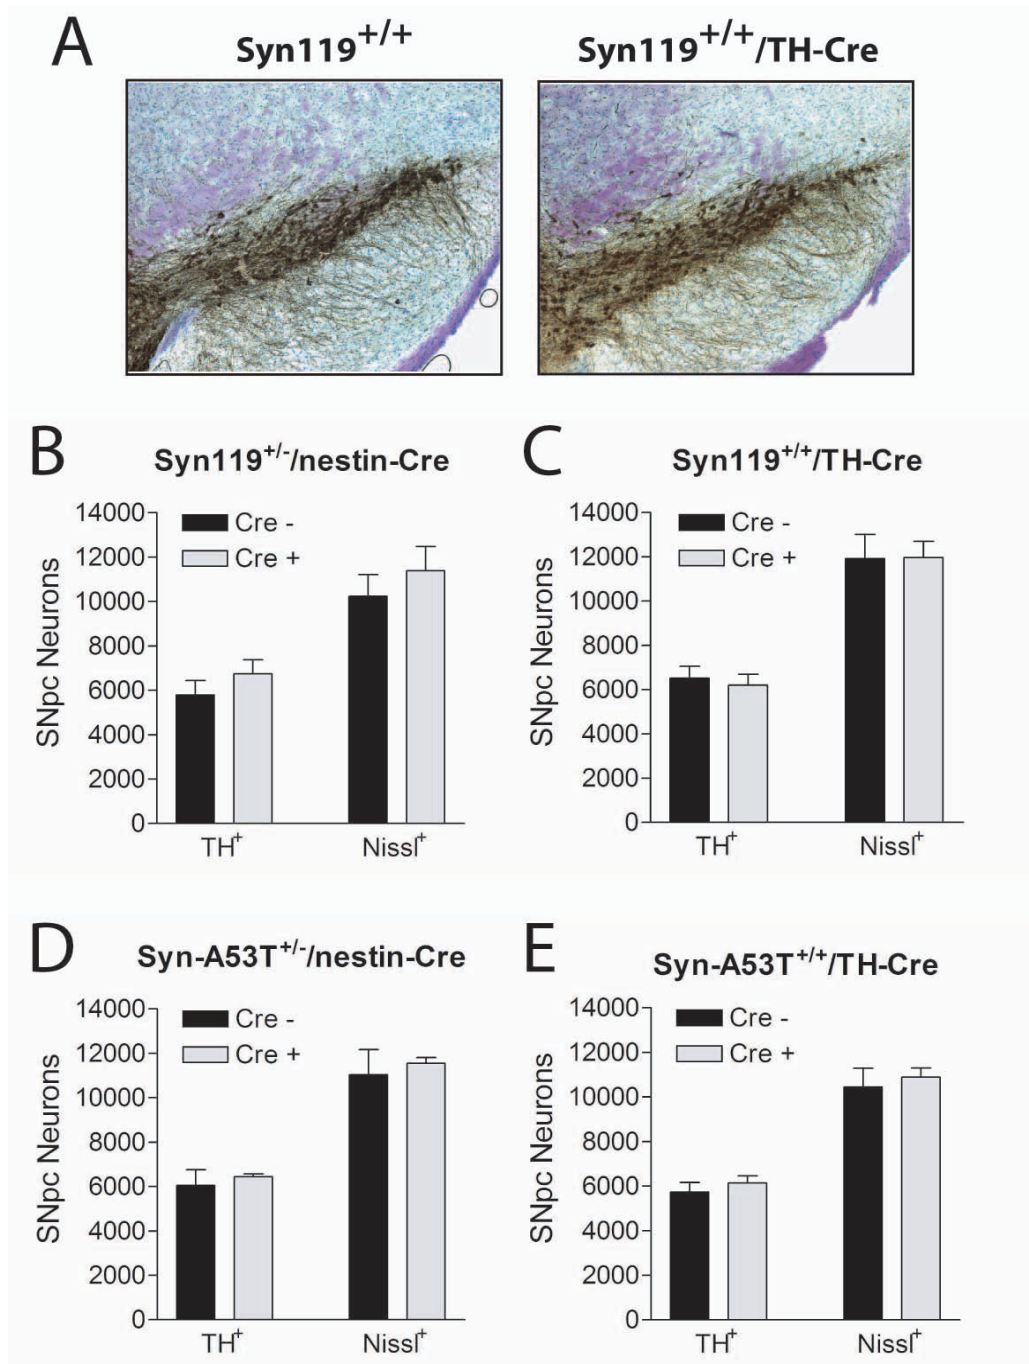 A
Syn119+/+
Syn119+/+/TH-Cre
B
Syn119+/-/nestin-Cre
14000
12000
10000
8000
6000
4000
2000
0
SNpc Neurons
Cre -
Cre +
TH+
Nissl+
C
Syn119+/+/TH-Cre
14000
12000
10000
8000
6000
4000
2000
0
SNpc Neurons
Cre -
Cre +
TH+
Nissl+
D
Syn-A53T+/-/nestin-Cre
14000
12000
10000
8000
6000
4000
2000
0
SNpc Neurons
Cre -
Cre +
TH+
Nissl+
E
Syn-A53T+/+/TH-Cre
14000
12000
10000
8000
6000
4000
2000
0
SNpc Neurons
Cre -
Cre +
TH+
Nissl+